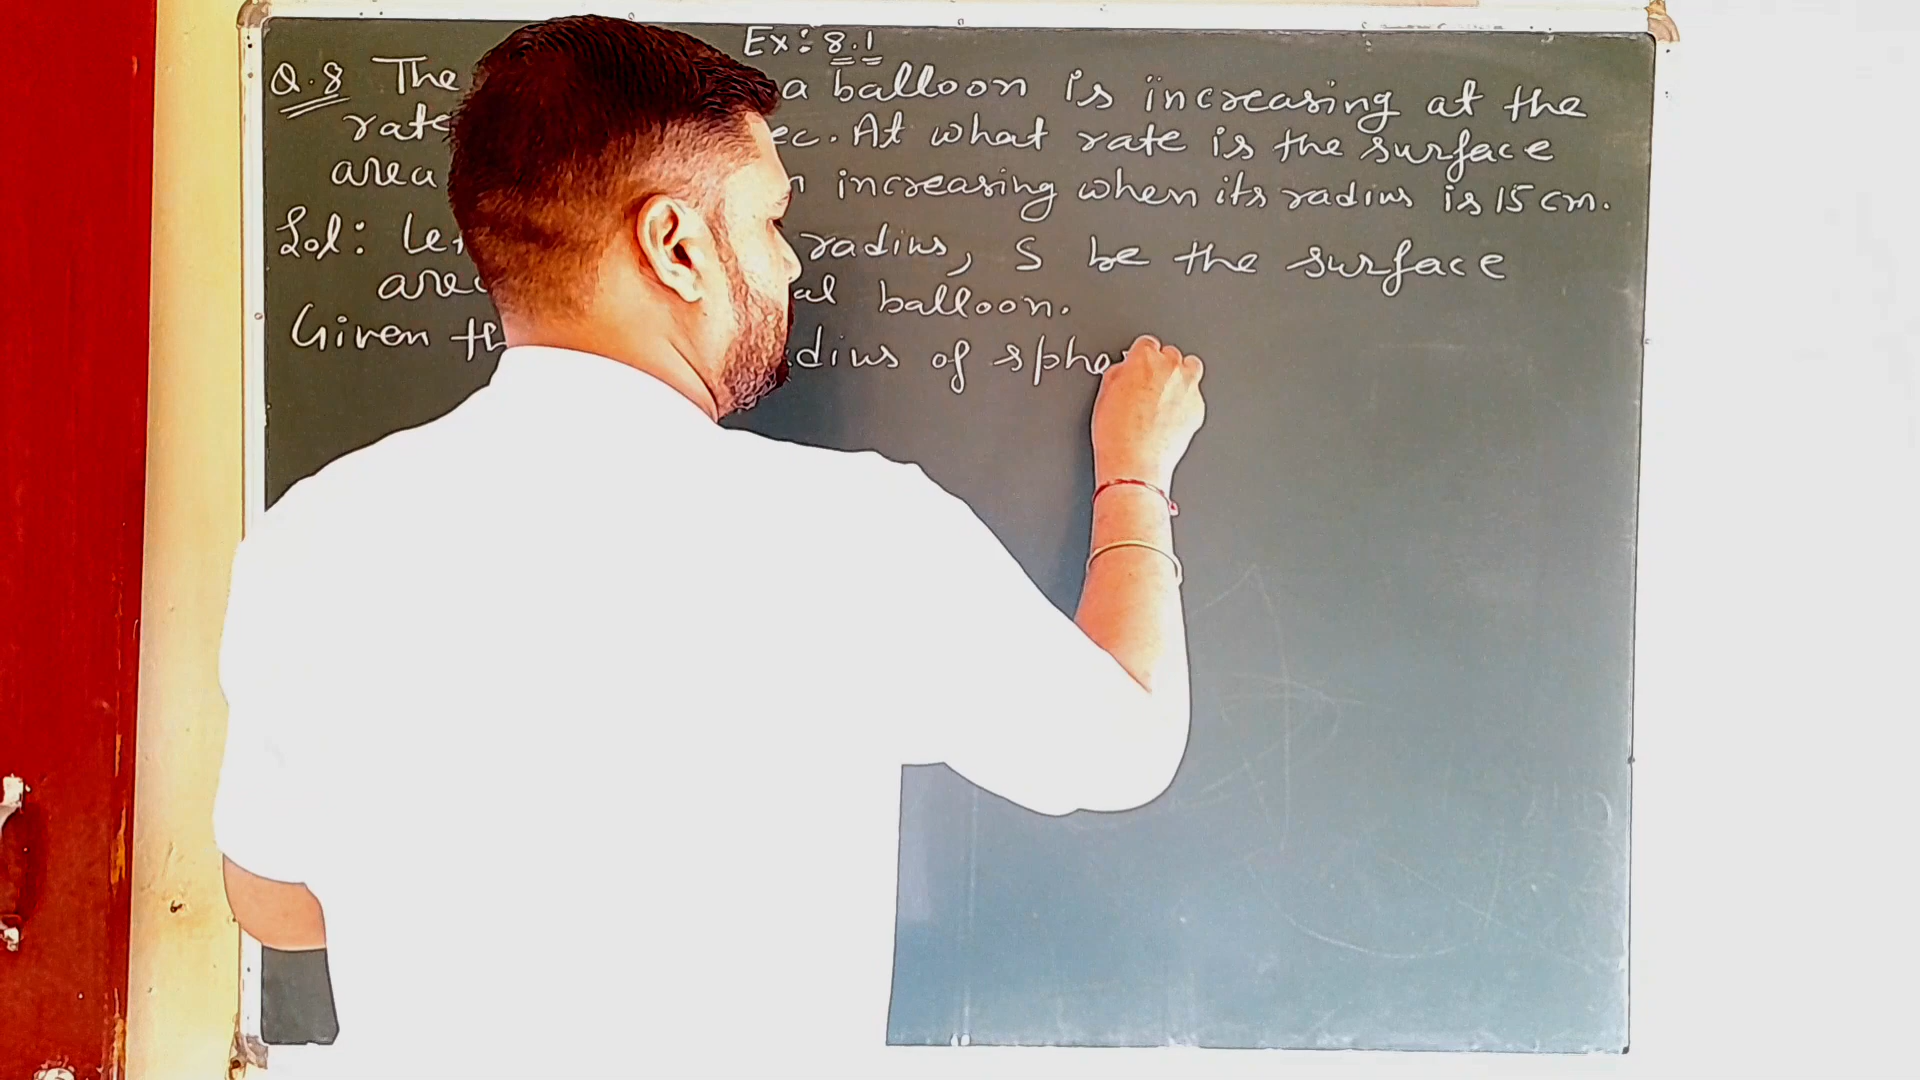 Ex: 8.1
Q.8 The a balloon is increasing at the
rate ec. At what rate is the surface
area n increasing when its radius is 15 cm.
Sol: Let radius, S be the surface
area al balloon.
Given th dius of sphe